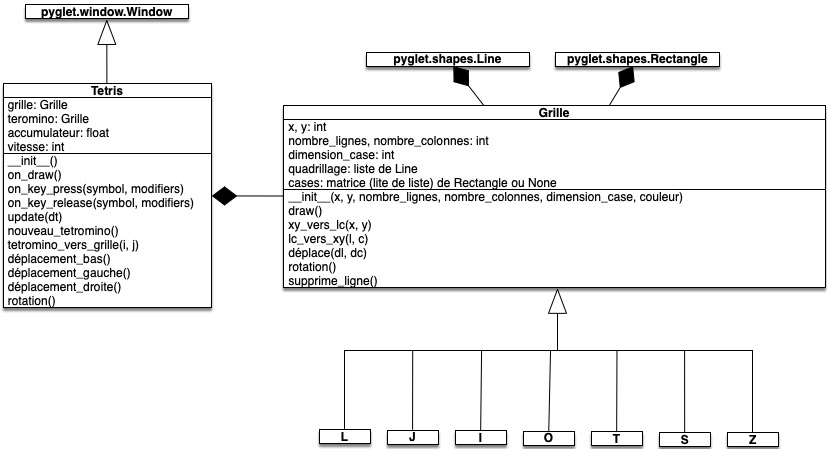 pyglet.window.Window
Tetris
grille: Grille
teromino: Grille
accumulateur: float
vitesse: int
__init__()
on_draw()
on_key_press(symbol, modifiers)
on_key_release(symbol, modifiers)
update(dt)
nouveau_tetromino()
tetromino_vers_grille(i, j)
déplacement_bas()
déplacement_gauche()
déplacement_droite()
rotation()
pyglet.shapes.Line
pyglet.shapes.Rectangle
Grille
x, y: int
nombre_lignes, nombre_colonnes: int
dimension_case: int
quadrillage: liste de Line
cases: matrice (lite de liste) de Rectangle ou None
__init__(x, y, nombre_lignes, nombre_colonnes, dimension_case, couleur)
draw()
xy_vers_lc(x, y)
lc_vers_xy(l, c)
déplace(dl, dc)
rotation()
supprime_ligne()
L
J
I
O
T
S
Z